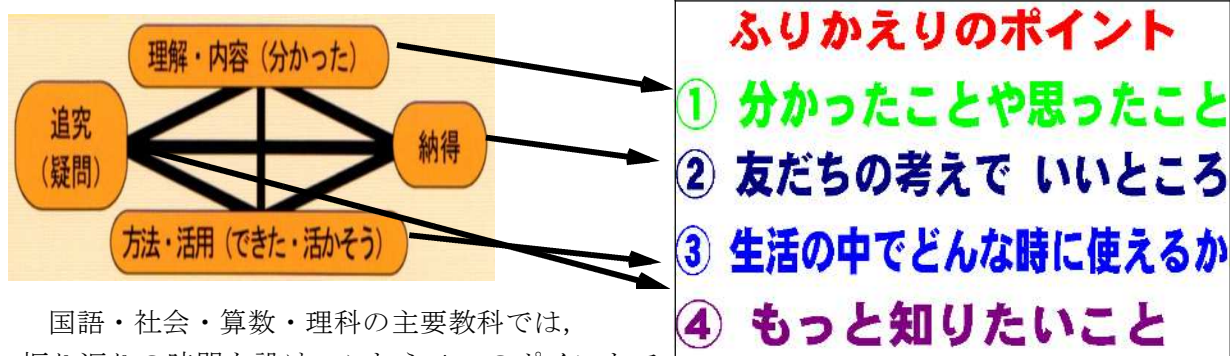 理解・内容(分かった)
追究
(疑問)
納得
方法・活用(できた・活かそう)
ふりかえりのポイント
① 分かったことや思ったこと
② 友だちの考えで いいところ
③ 生活の中でどんな時に使えるか
④ もっと知りたいこと
国語・社会・算数・理科の主要教科では,